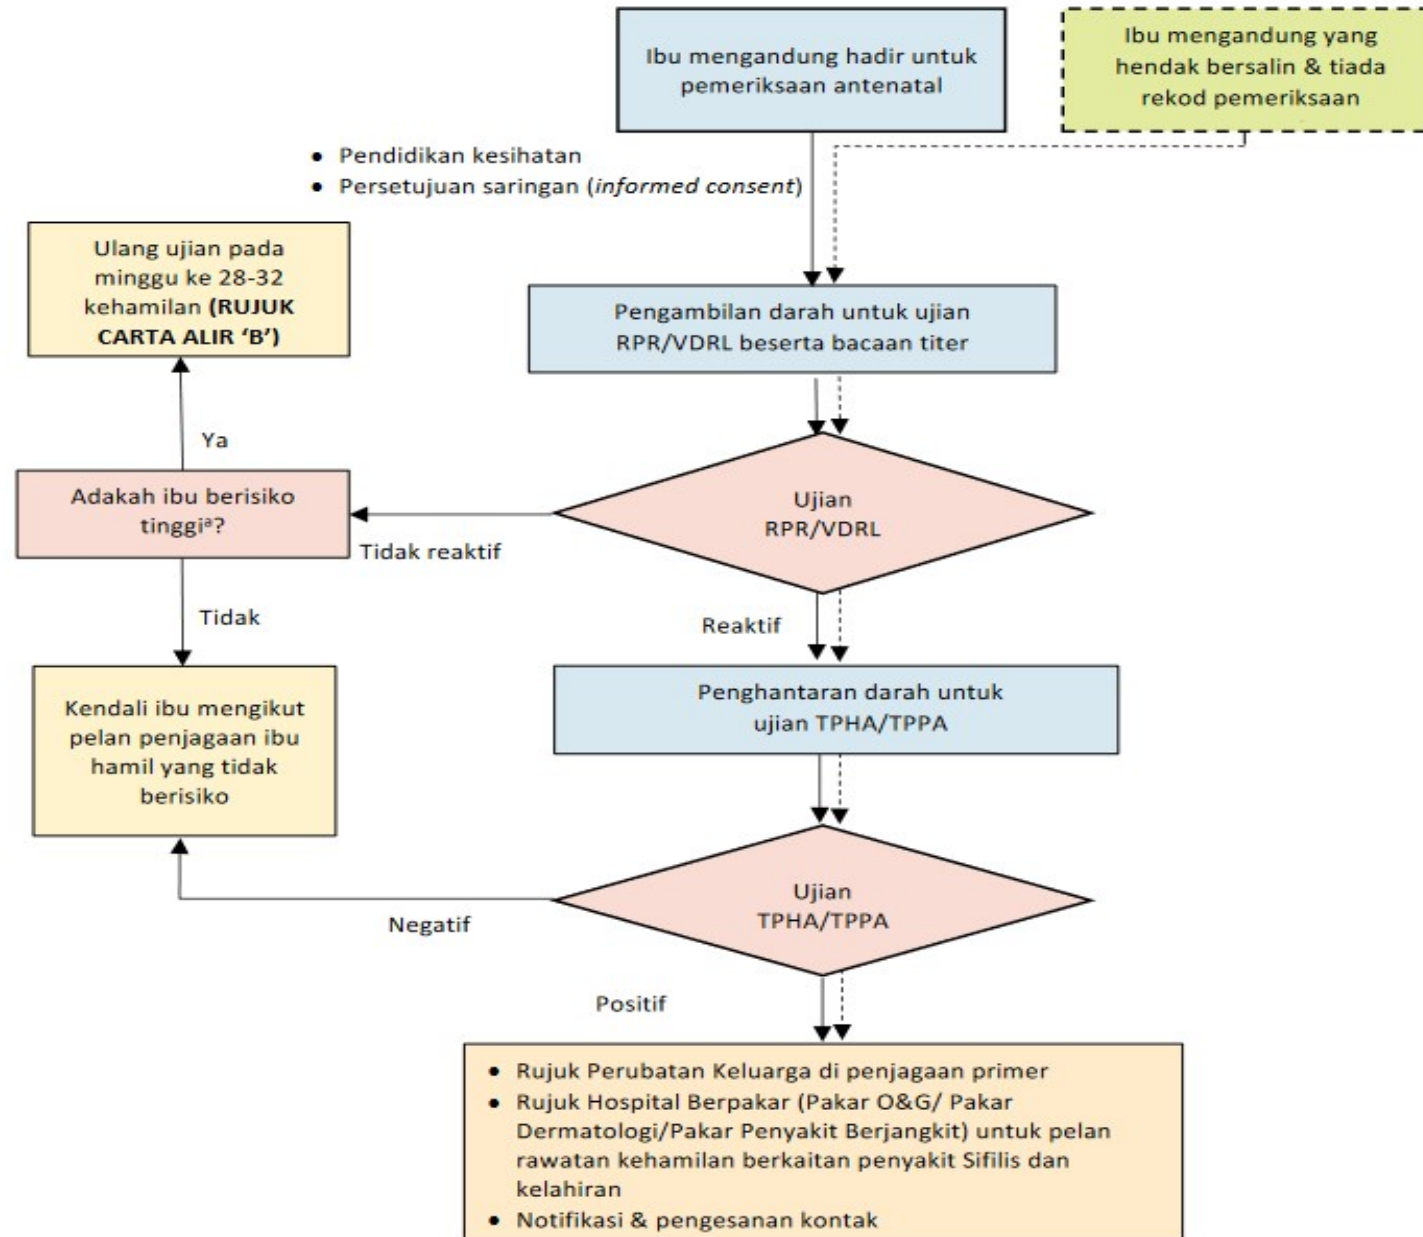 Ibu mengandung hadir untuk
pemeriksaan antenatal
Ibu mengandung yang
hendak bersalin & tiada
rekod pemeriksaan
• Pendidikan kesihatan
• Persetujuan saringan (informed consent)
Ulang ujian pada
minggu ke 28-32
kehamilan (RUJUK
CARTA ALIR ‘B’)
Pengambilan darah untuk ujian
RPR/VDRL beserta bacaan titer
Ya
Adakah ibu berisiko
tinggiᵃ?
Ujian
RPR/VDRL
Tidak reaktif
Tidak
Reaktif
Kendali ibu mengikut
pelan penjagaan ibu
hamil yang tidak
berisiko
Penghantaran darah untuk
ujian TPHA/TPPA
Ujian
TPHA/TPPA
Negatif
Positif
• Rujuk Perubatan Keluarga di penjagaan primer
• Rujuk Hospital Berpakar (Pakar O&G/ Pakar
Dermatologi/Pakar Penyakit Berjangkit) untuk pelan
rawatan kehamilan berkaitan penyakit Sifilis dan
kelahiran
• Notifikasi & pengesanan kontak